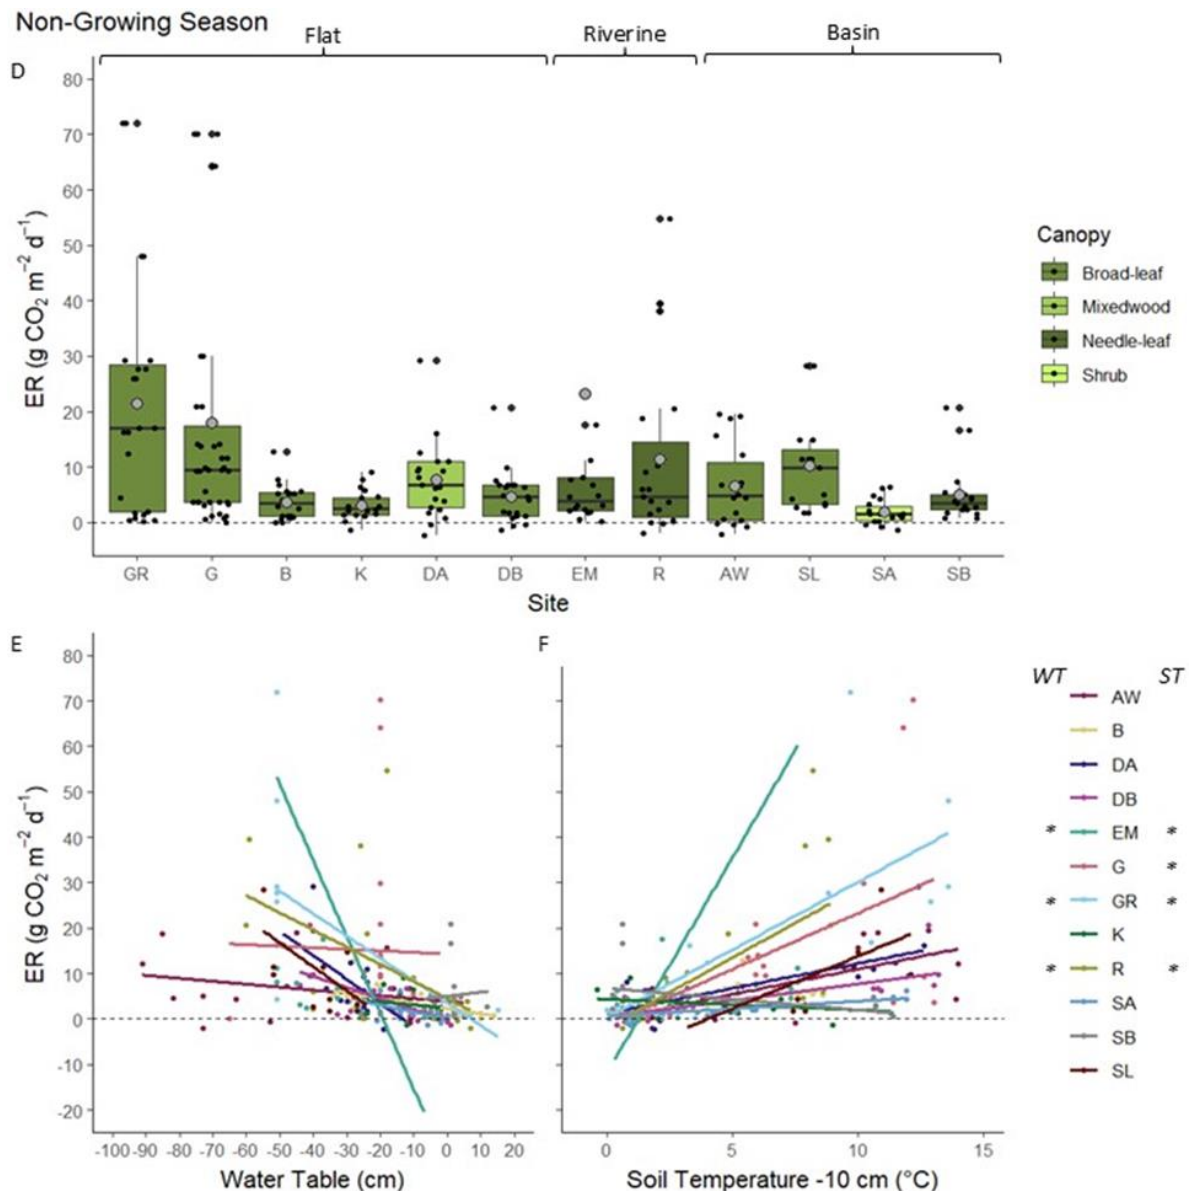 Non-Growing Season
Flat
Riverine
Basin
D
80
70
60
50
40
30
20
10
0
ER (g CO₂ m⁻² d⁻¹)
GR G B K DA DB EM R AW SL SA SB
Site
Canopy
Broad-leaf
Mixedwood
Needle-leaf
Shrub
E
80
70
60
50
40
30
20
10
0
-10
-20
ER (g CO₂ m⁻² d⁻¹)
-100 -90 -80 -70 -60 -50 -40 -30 -20 -10 0 10 20
Water Table (cm)
F
0 5 10 15
Soil Temperature -10 cm (°C)
WT ST
AW
B
DA
DB
* EM *
G *
* GR *
K
* R *
SA
SB
SL